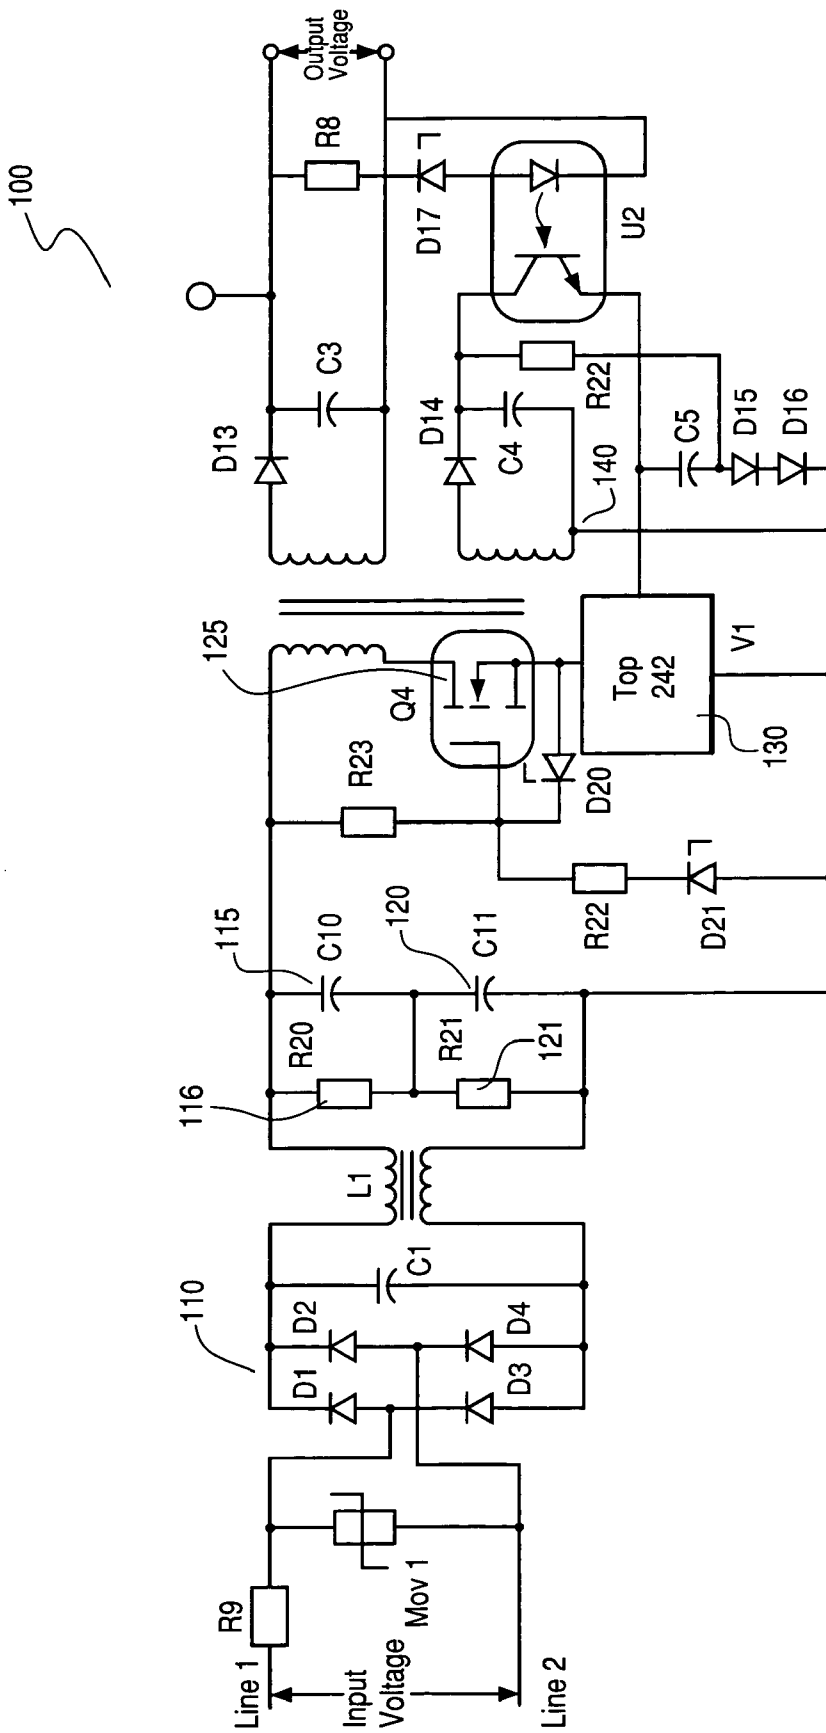 100
Output
Voltage
R8
D17
U2
C3
D13
D14
C4
R22
140
C5
D15
D16
125
Q4
Top
242
V1
130
R23
D20
115
C10
120
C11
R22
D21
R20
R21
116
121
L1
110
C1
D2
D4
D1
D3
R9
Mov 1
Line 1
Input
Voltage
Line 2